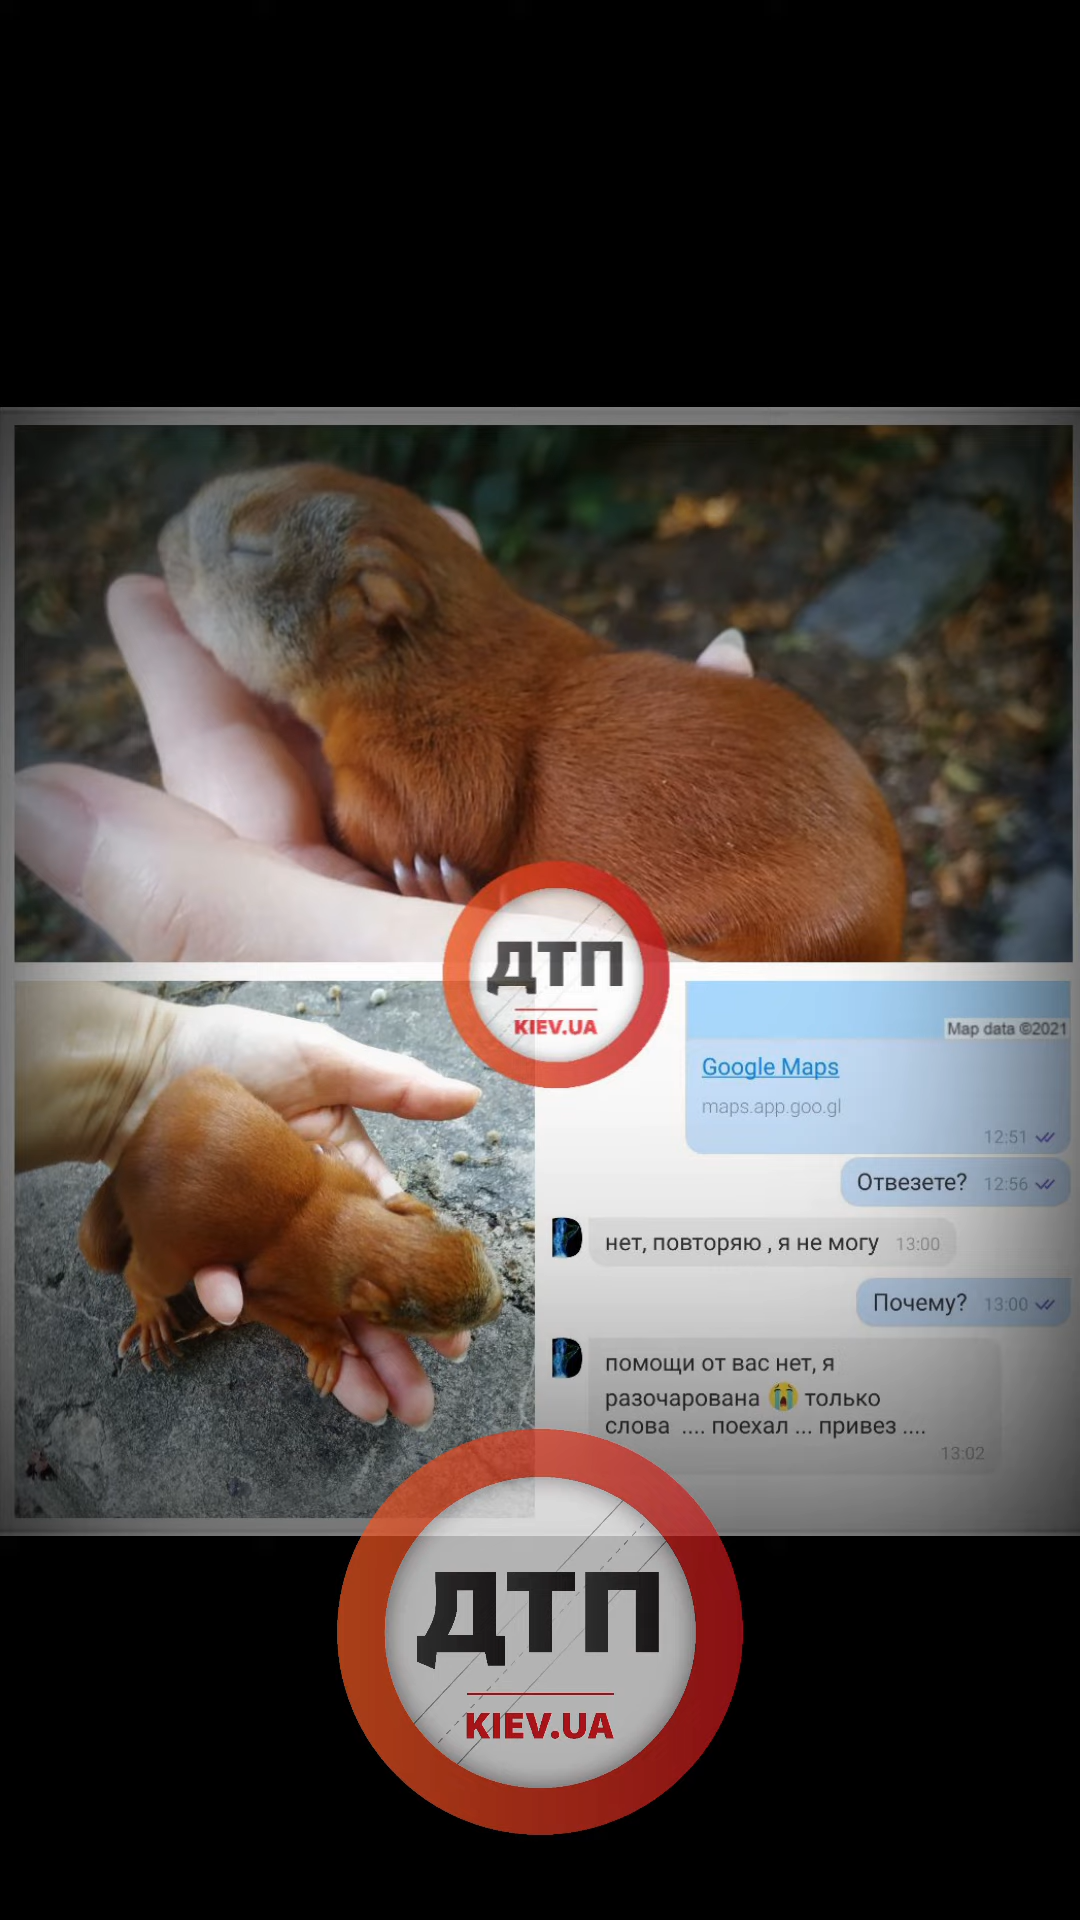 ДТП
KIEV.UA
Map data ©2021
Google Maps
maps.app.goo.gl
12:51
Отвезете? 12:56
нет, повторяю , я не могу 13:00
Почему? 13:00
помощи от вас нет, я
разочарована 😭 только
слова .... поехал ... привез ....
13:02
ДТП
KIEV.UA